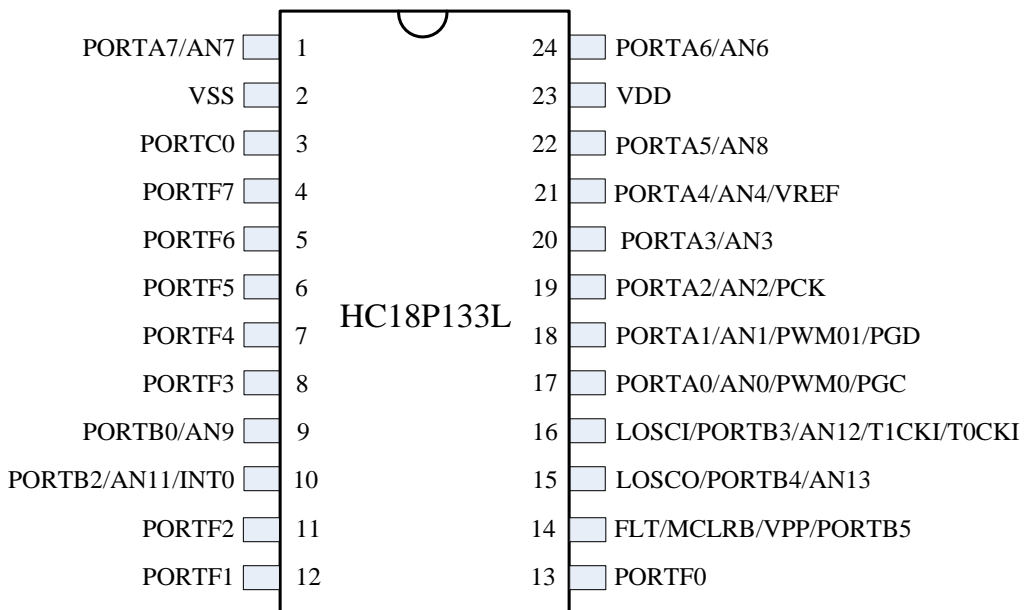 PORTA7/AN7 1 24 PORTA6/AN6
VSS 2 23 VDD
PORTC0 3 22 PORTA5/AN8
PORTF7 4 21 PORTA4/AN4/VREF
PORTF6 5 20 PORTA3/AN3
PORTF5 6 19 PORTA2/AN2/PCK
HC18P133L
PORTF4 7 18 PORTA1/AN1/PWM01/PGD
PORTF3 8 17 PORTA0/AN0/PWM0/PGC
PORTB0/AN9 9 16 LOSCI/PORTB3/AN12/T1CKI/T0CKI
PORTB2/AN11/INT0 10 15 LOSCO/PORTB4/AN13
PORTF2 11 14 FLT/MCLRB/VPP/PORTB5
PORTF1 12 13 PORTF0